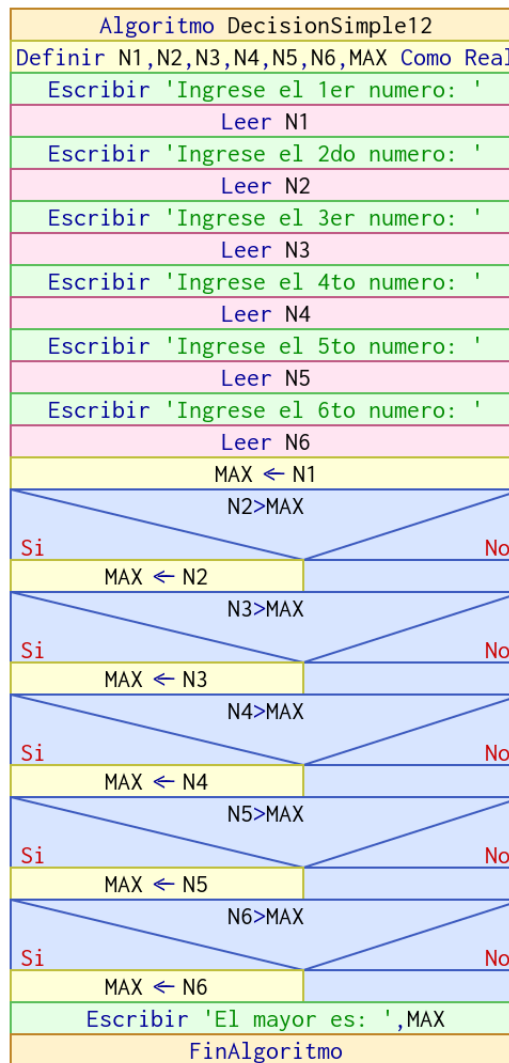 Algoritmo DecisionSimple12
Definir N1,N2,N3,N4,N5,N6,MAX Como Real
Escribir 'Ingrese el 1er numero: '
Leer N1
Escribir 'Ingrese el 2do numero: '
Leer N2
Escribir 'Ingrese el 3er numero: '
Leer N3
Escribir 'Ingrese el 4to numero: '
Leer N4
Escribir 'Ingrese el 5to numero: '
Leer N5
Escribir 'Ingrese el 6to numero: '
Leer N6
MAX ← N1
N2>MAX
Si No
MAX ← N2
N3>MAX
Si No
MAX ← N3
N4>MAX
Si No
MAX ← N4
N5>MAX
Si No
MAX ← N5
N6>MAX
Si No
MAX ← N6
Escribir 'El mayor es: ',MAX
FinAlgoritmo